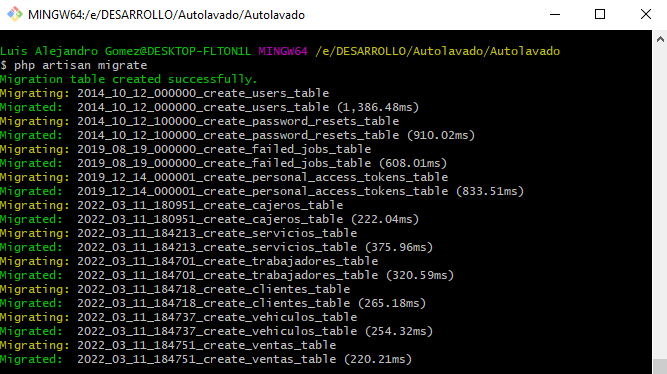 MINGW64:/e/DESARROLLO/Autolavado/Autolavado
Luis Alejandro Gomez@DESKTOP-FLTON1L MINGW64 /e/DESARROLLO/Autolavado/Autolavado
$ php artisan migrate
Migration table created successfully.
Migrating: 2014_10_12_000000_create_users_table
Migrated:  2014_10_12_000000_create_users_table (1,386.48ms)
Migrating: 2014_10_12_100000_create_password_resets_table
Migrated:  2014_10_12_100000_create_password_resets_table (910.02ms)
Migrating: 2019_08_19_000000_create_failed_jobs_table
Migrated:  2019_08_19_000000_create_failed_jobs_table (608.01ms)
Migrating: 2019_12_14_000001_create_personal_access_tokens_table
Migrated:  2019_12_14_000001_create_personal_access_tokens_table (833.51ms)
Migrating: 2022_03_11_180951_create_cajeros_table
Migrated:  2022_03_11_180951_create_cajeros_table (222.04ms)
Migrating: 2022_03_11_184213_create_servicios_table
Migrated:  2022_03_11_184213_create_servicios_table (375.96ms)
Migrating: 2022_03_11_184701_create_trabajadores_table
Migrated:  2022_03_11_184701_create_trabajadores_table (320.59ms)
Migrating: 2022_03_11_184718_create_clientes_table
Migrated:  2022_03_11_184718_create_clientes_table (265.18ms)
Migrating: 2022_03_11_184737_create_vehiculos_table
Migrated:  2022_03_11_184737_create_vehiculos_table (254.32ms)
Migrating: 2022_03_11_184751_create_ventas_table
Migrated:  2022_03_11_184751_create_ventas_table (220.21ms)